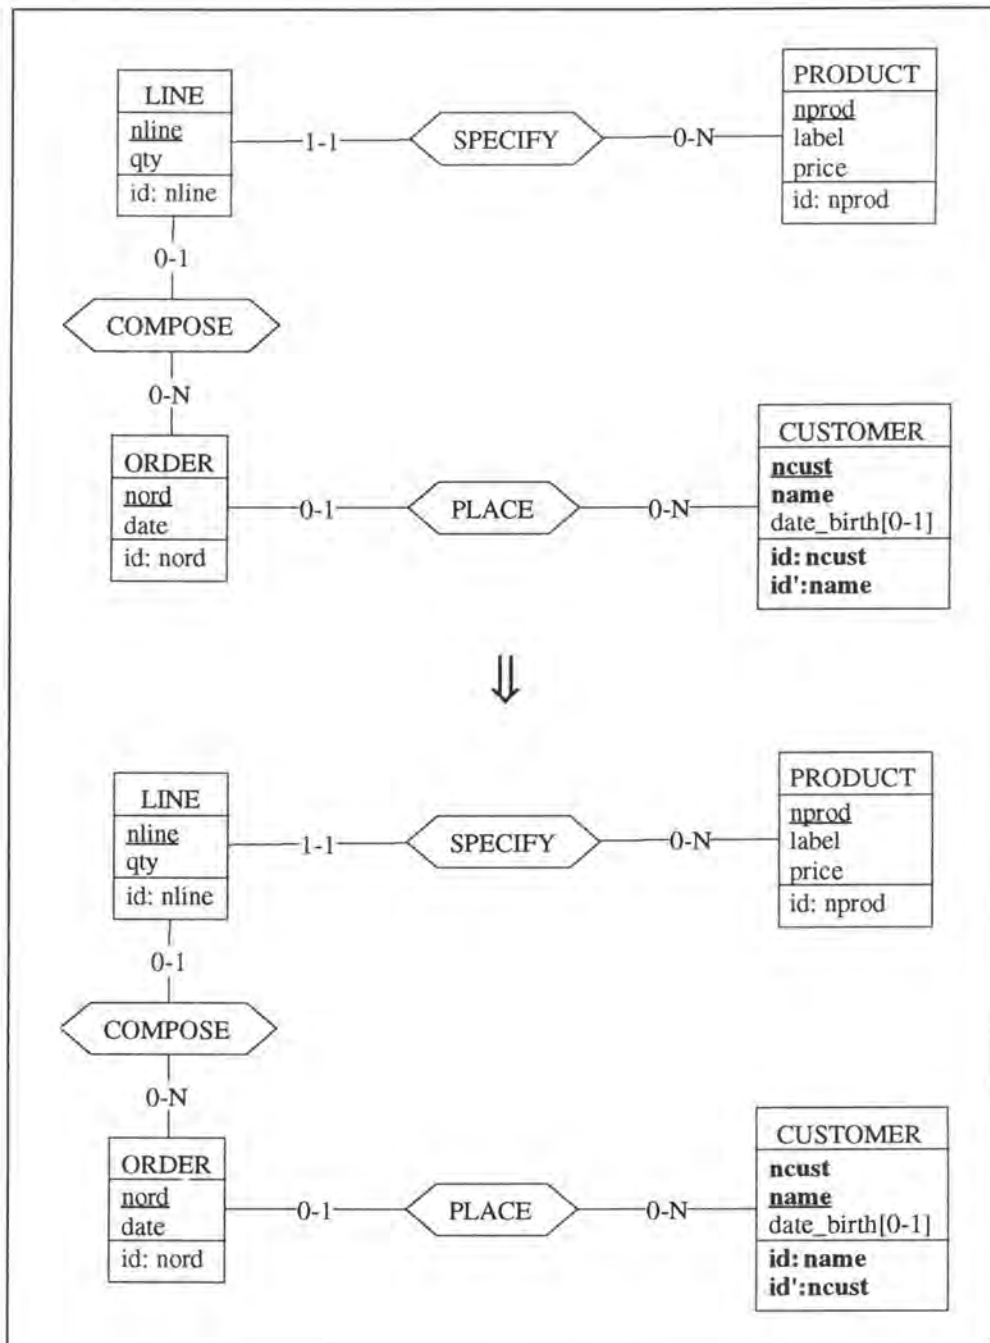 LINE
nline
qty
id: nline
1-1
SPECIFY
0-N
PRODUCT
nprod
label
price
id: nprod
0-1
COMPOSE
0-N
ORDER
nord
date
id: nord
0-1
PLACE
0-N
CUSTOMER
ncust
name
date_birth[0-1]
id: ncust
id':name
⇓
LINE
nline
qty
id: nline
1-1
SPECIFY
0-N
PRODUCT
nprod
label
price
id: nprod
0-1
COMPOSE
0-N
ORDER
nord
date
id: nord
0-1
PLACE
0-N
CUSTOMER
ncust
name
date_birth[0-1]
id: name
id':ncust